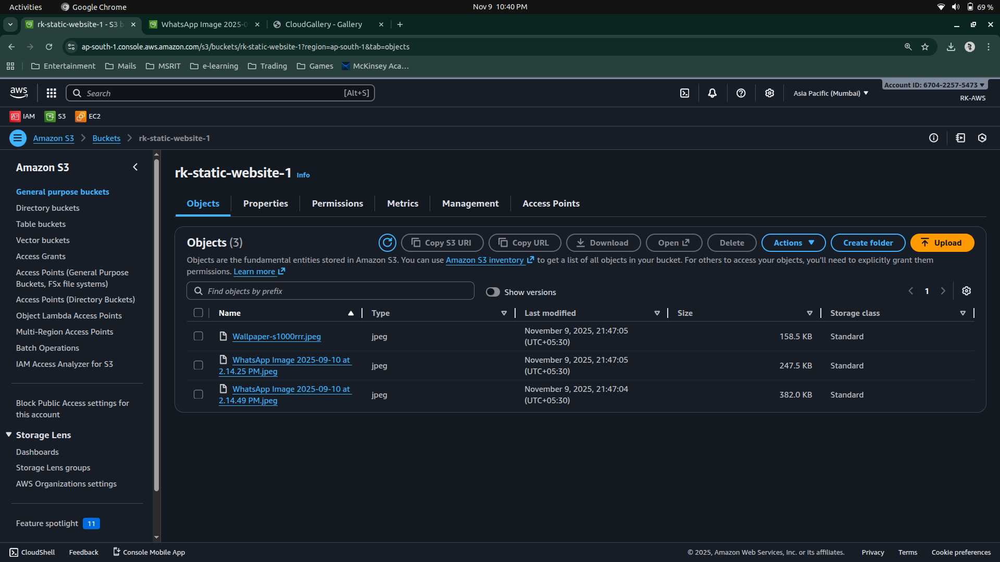 Activities
Google Chrome
Nov 9 10:40 PM
69 %
rk-static-website-1 - S3 b
WhatsApp Image 2025-0
CloudGallery - Gallery
ap-south-1.console.aws.amazon.com/s3/buckets/rk-static-website-1?region=ap-south-1&tab=objects
Entertainment
Mails
MSRIT
e-learning
Trading
Games
McKinsey Aca...
aws
Search
[Alt+S]
Asia Pacific (Mumbai)
Account ID: 6704-2257-5473
RK-AWS
IAM
S3
EC2
Amazon S3
Buckets
rk-static-website-1
Amazon S3
General purpose buckets
Directory buckets
Table buckets
Vector buckets
Access Grants
Access Points (General Purpose
Buckets, FSx file systems)
Access Points (Directory Buckets)
Object Lambda Access Points
Multi-Region Access Points
Batch Operations
IAM Access Analyzer for S3
Block Public Access settings for
this account
Storage Lens
Dashboards
Storage Lens groups
AWS Organizations settings
Feature spotlight 11
rk-static-website-1 Info
Objects
Properties
Permissions
Metrics
Management
Access Points
Objects (3)
Copy S3 URI
Copy URL
Download
Open
Delete
Actions
Create folder
Upload
Objects are the fundamental entities stored in Amazon S3. You can use Amazon S3 inventory to get a list of all objects in your bucket. For others to access your objects, you'll need to explicitly grant them
permissions. Learn more
Find objects by prefix
Show versions
1
Name
Type
Last modified
Size
Storage class
Wallpaper-s1000rrr.jpeg
jpeg
November 9, 2025, 21:47:05
(UTC+05:30)
158.5 KB
Standard
WhatsApp Image 2025-09-10 at
2.14.25 PM.jpeg
jpeg
November 9, 2025, 21:47:05
(UTC+05:30)
247.5 KB
Standard
WhatsApp Image 2025-09-10 at
2.14.49 PM.jpeg
jpeg
November 9, 2025, 21:47:04
(UTC+05:30)
382.0 KB
Standard
CloudShell
Feedback
Console Mobile App
© 2025, Amazon Web Services, Inc. or its affiliates.
Privacy
Terms
Cookie preferences